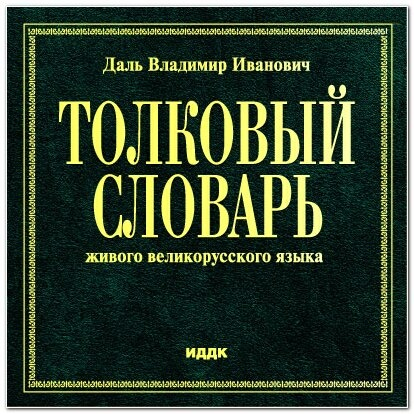 Даль Владимир Иванович
ТОЛКОВЫЙ
СЛОВАРЬ
живого великорусского языка
ИДДК